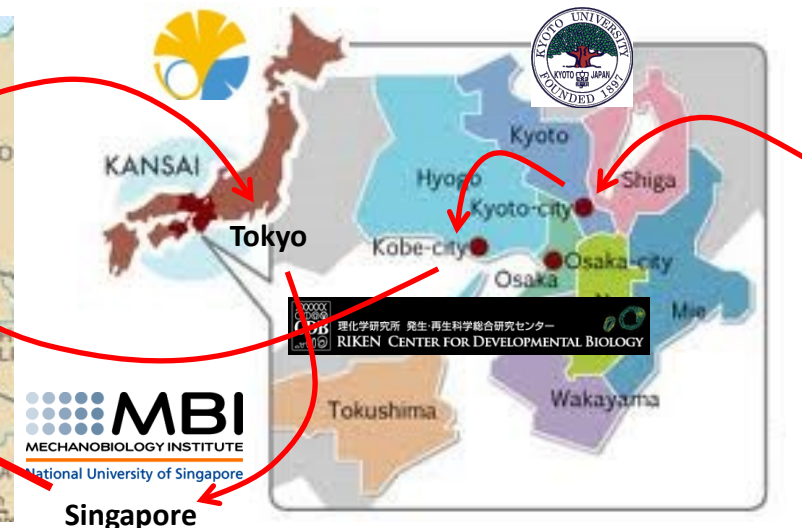 KYOTO UNIVERSITY
KYOTO JAPAN
FOUNDED 1897
KANSAI
Kyoto
Hyogo
Shiga
Kyoto-city
Tokyo
Kobe-city
Osaka-city
Osaka
Mie
CDB
理化学研究所 発生・再生科学総合研究センター
RIKEN CENTER FOR DEVELOPMENTAL BIOLOGY
Tokushima
Wakayama
MBI
MECHANOBIOLOGY INSTITUTE
National University of Singapore
Singapore